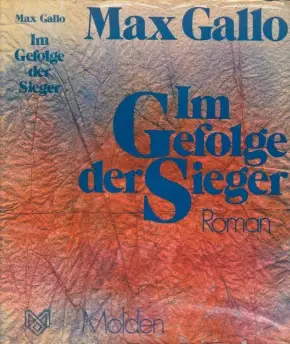 Max Gallo
Im
Gefolge
der
Sieger
Max Gallo
Im
Gefolge
der Sieger
Roman
Molden